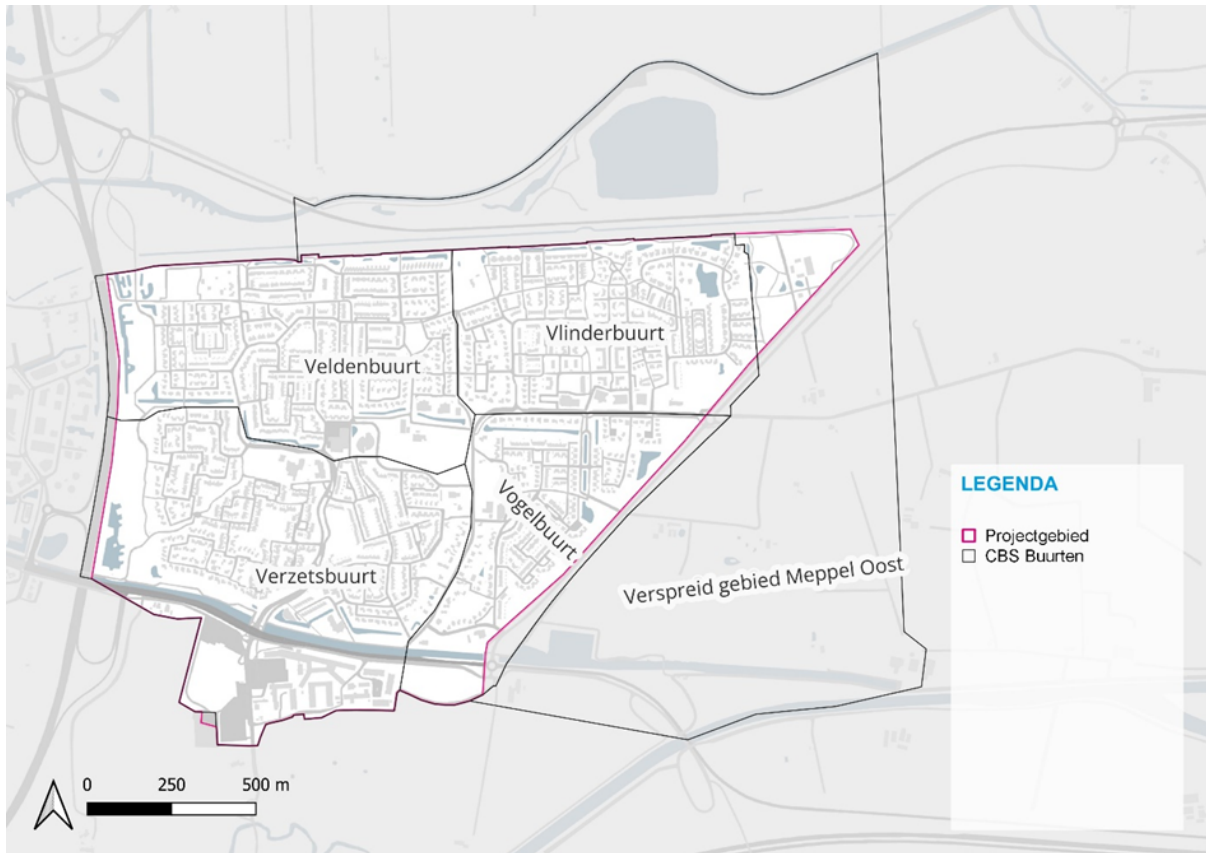 Vlinderbuurt
Veldenbuurt
Vogelbuurt
Verzetsbuurt
Verspreid gebied Meppel Oost
LEGENDA
Projectgebied
CBS Buurten
0 250 500 m